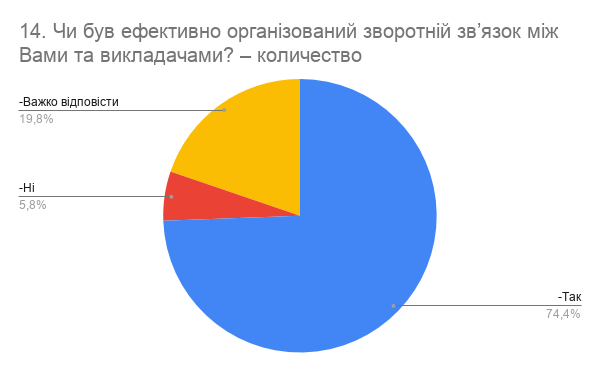 14. Чи був ефективно організований зворотній зв’язок між
Вами та викладачами? – количество
-Важко відповісти
19,8%
-Ні
5,8%
-Так
74,4%